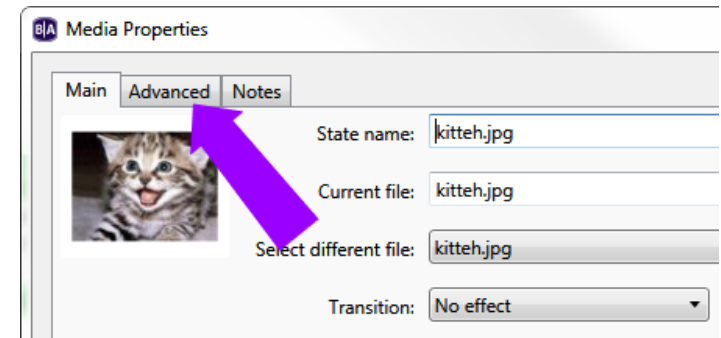 B|A Media Properties
Main Advanced Notes
State name: kitteh.jpg
Current file: kitteh.jpg
Select different file: kitteh.jpg
Transition: No effect